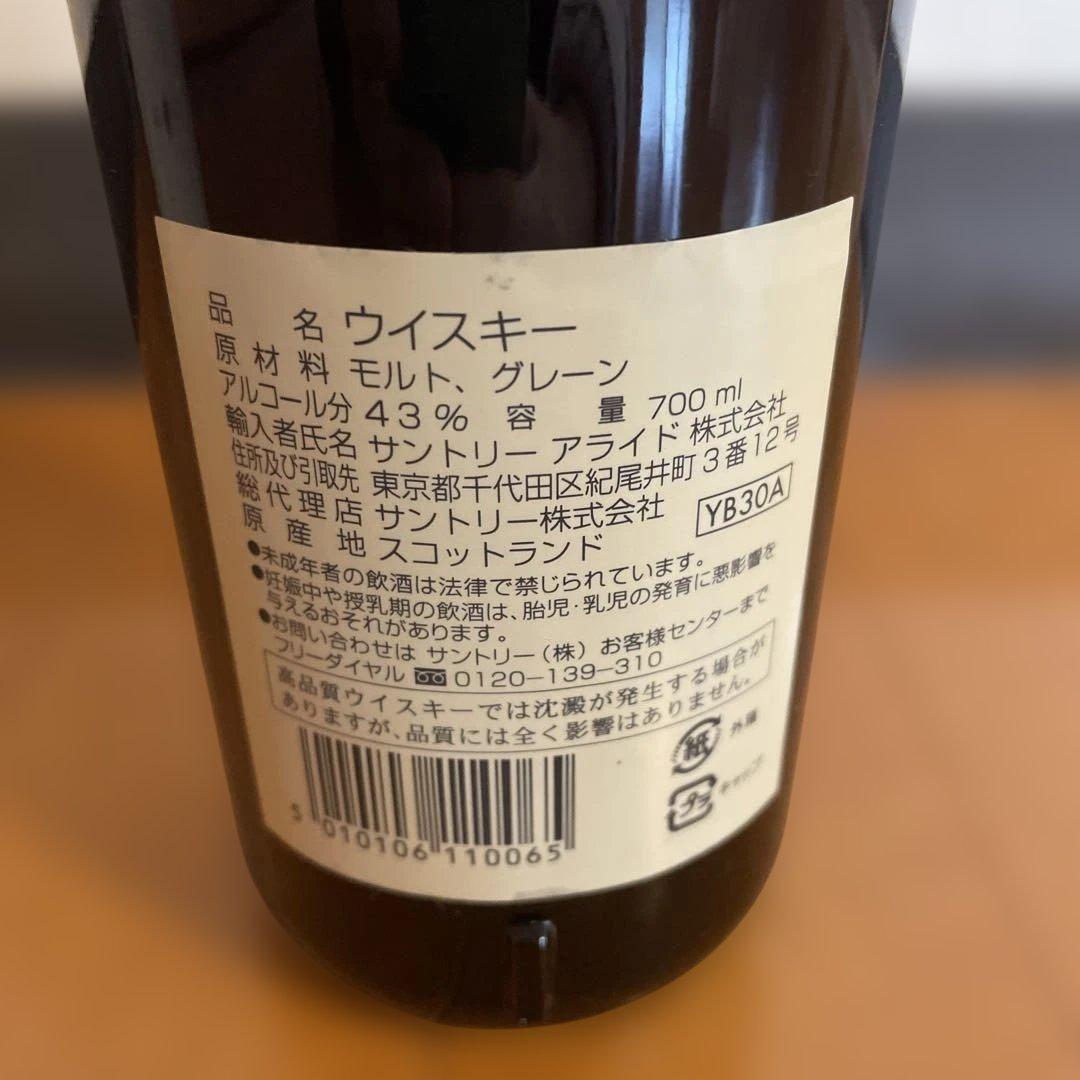 品名 ウイスキー
原材料 モルト、グレーン
アルコール分 43% 容量 700 ml
輸入者氏名 サントリー アライド 株式会社
住所及び引取先 東京都千代田区紀尾井町3番12号
総代理店 サントリー株式会社
YB30A
原産地 スコットランド
●未成年者の飲酒は法律で禁じられています。
●妊娠中や授乳期の飲酒は、胎児・乳児の発育に悪影響を
与えるおそれがあります。
●お問い合わせは サントリー(株) お客様センターまで
フリーダイヤル 0120-139-310
高品質ウイスキーでは沈澱が発生する場合が
ありますが、品質には全く影響はありません。
紙 外箱
プラ キャップ
5 010106 110065